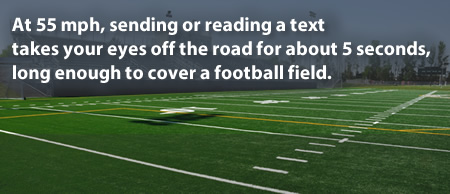 At 55 mph, sending or reading a text
takes your eyes off the road for about 5 seconds,
long enough to cover a football field.